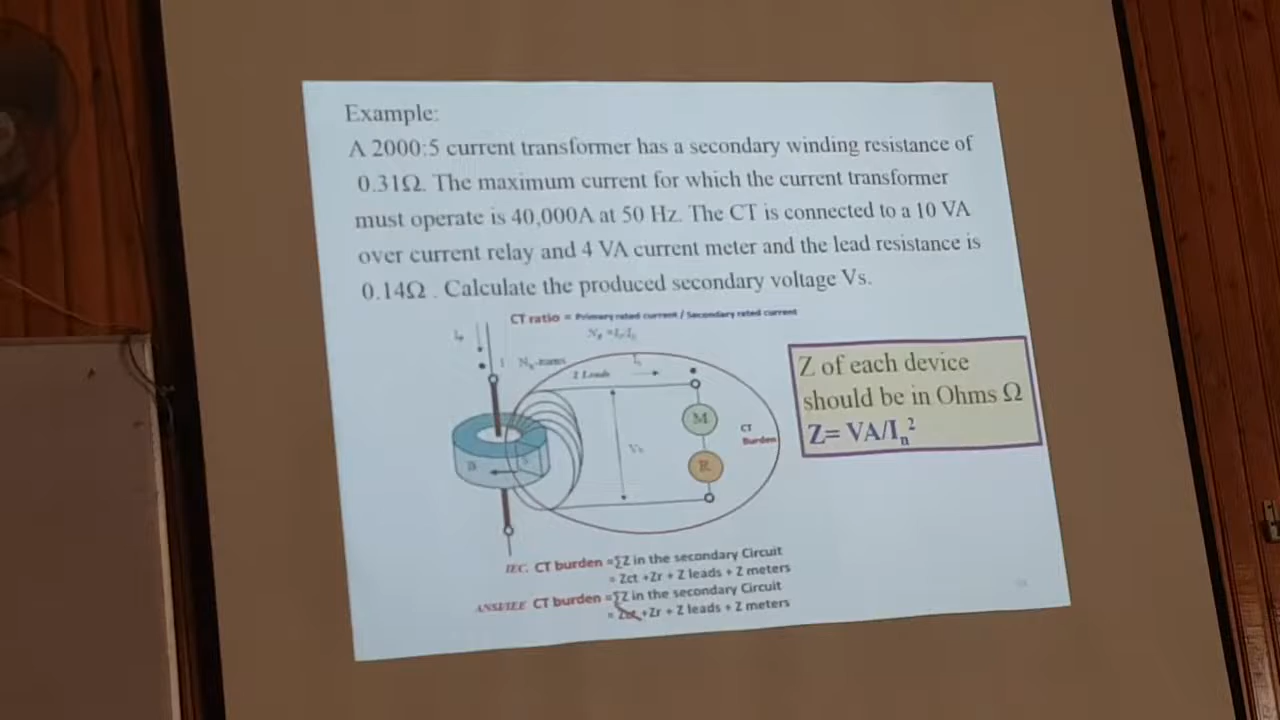 Example:
A 2000:5 current transformer has a secondary winding resistance of
0.31Ω. The maximum current for which the current transformer
must operate is 40,000A at 50 Hz. The CT is connected to a 10 VA
over current relay and 4 VA current meter and the lead resistance is
0.14Ω . Calculate the produced secondary voltage Vs.
CT ratio = Primary rated current / Secondary rated current
Z Leads
M
CT
Burden
R
B
Z of each device
should be in Ohms Ω
Z= VA/Iₙ²
IEC: CT burden =∑Z in the secondary Circuit
= Zct +Zr + Z leads + Z meters
ANSI/IEE CT burden =∑Z in the secondary Circuit
= Zct +Zr + Z leads + Z meters